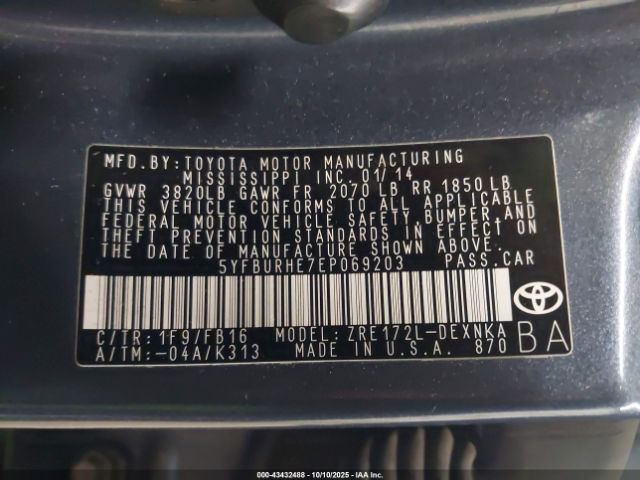 MFD.BY:TOYOTA MOTOR MANUFACTURING
MISSISSIPPI INC.01/14
GVWR 3820LB GAWR FR 2070 LB RR 1850LB
THIS VEHICLE CONFORMS TO ALL APPLICABLE
FEDERAL MOTOR VEHICLE SAFETY,BUMPER,AND
THEFT PREVENTION STANDARDS IN EFFECT ON
THE DATE OF MANUFACTURE SHOWN ABOVE.
5YFBURHE7EP069203 PASS.CAR
C/TR:1F9/FB16 MODEL:ZRE172L-DEXNKA
A/TM:-04A/K313 MADE IN U.S.A. 870
BA
000-43432488 | 10/10/2025 | IAA Inc.